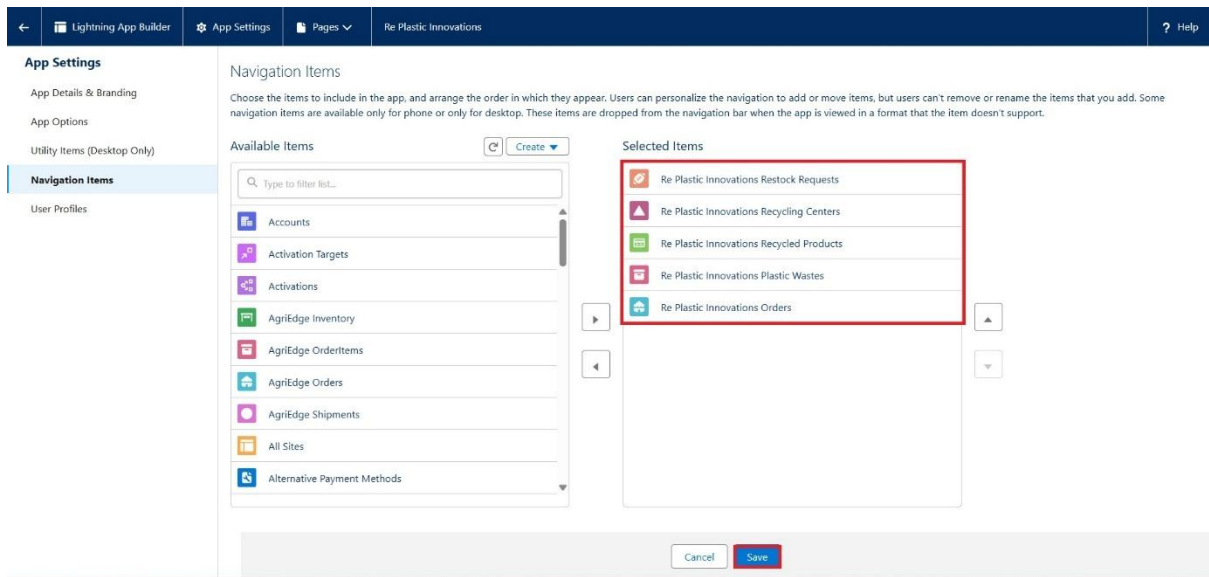 Lightning App Builder
App Settings
Pages
Re Plastic Innovations
? Help
App Settings
App Details & Branding
App Options
Utility Items (Desktop Only)
Navigation Items
User Profiles
Navigation Items
Choose the items to include in the app, and arrange the order in which they appear. Users can personalize the navigation to add or move items, but users can't remove or rename the items that you add. Some
navigation items are available only for phone or only for desktop. These items are dropped from the navigation bar when the app is viewed in a format that the item doesn't support.
Available Items
Create
Type to filter list...
Accounts
Activation Targets
Activations
AgriEdge Inventory
AgriEdge OrderItems
AgriEdge Orders
AgriEdge Shipments
All Sites
Alternative Payment Methods
Selected Items
Re Plastic Innovations Restock Requests
Re Plastic Innovations Recycling Centers
Re Plastic Innovations Recycled Products
Re Plastic Innovations Plastic Wastes
Re Plastic Innovations Orders
Cancel
Save